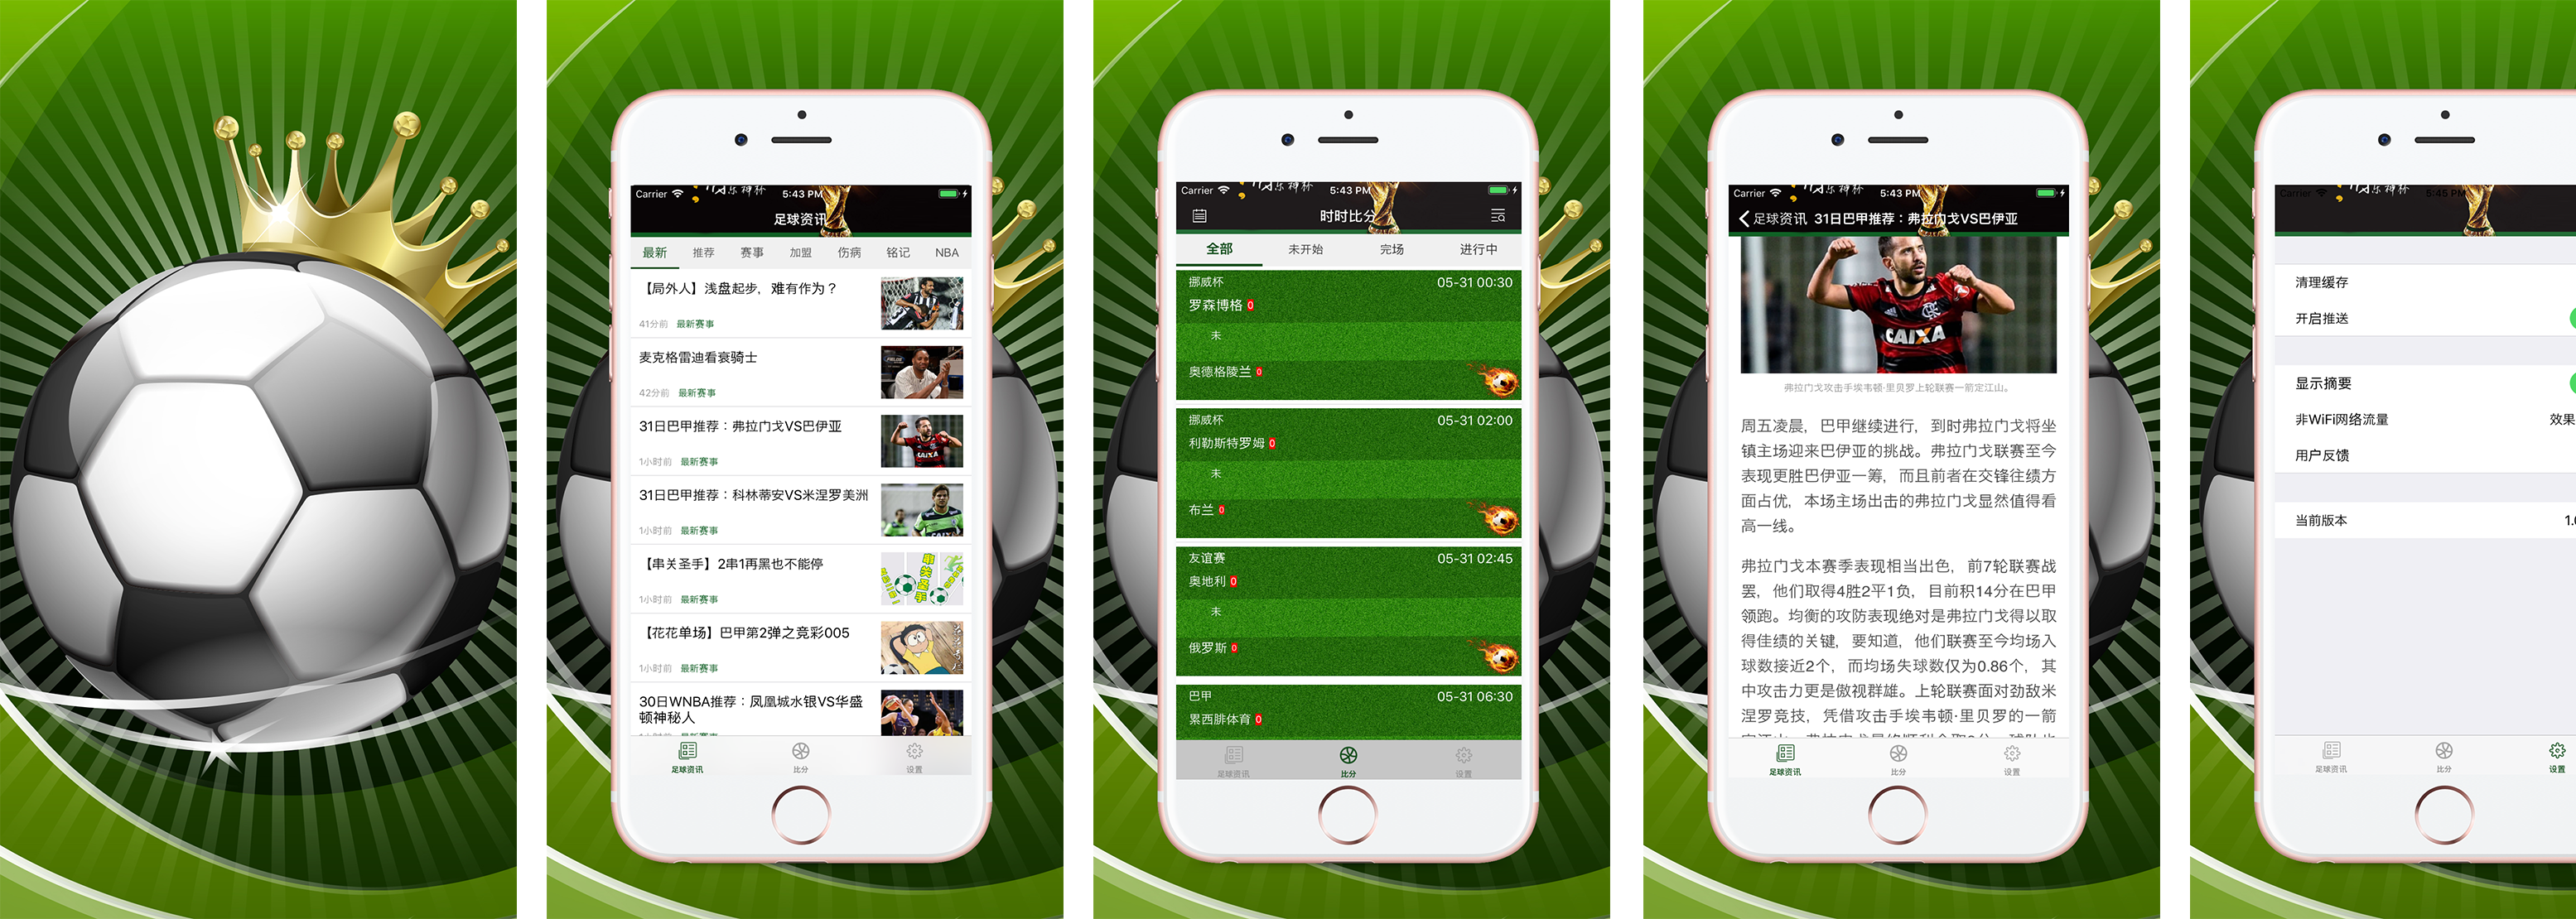 Carrier 5:43 PM
足球资讯
最新 推荐 赛事 加盟 伤病 铭记 NBA
【局外人】浅盘起步，难有作为？
41分前 最新赛事
麦克格雷迪看衰骑士
42分前 最新赛事
31日巴甲推荐：弗拉门戈VS巴伊亚
1小时前 最新赛事
31日巴甲推荐：科林蒂安VS米涅罗美洲
1小时前 最新赛事
【串关圣手】2串1再黑也不能停
串关圣手
1小时前 最新赛事
【花花单场】巴甲第2弹之竞彩005
1小时前 最新赛事
30日WNBA推荐：凤凰城水银VS华盛
顿神秘人
足球资讯 比分 设置
Carrier 5:43 PM
时时比分
全部 未开始 完场 进行中
挪威杯 05-31 00:30
罗森博格 0
未
奥德格陵兰 0
挪威杯 05-31 02:00
利勒斯特罗姆 0
未
布兰 0
友谊赛 05-31 02:45
奥地利 0
未
俄罗斯 0
巴甲 05-31 06:30
累西腓体育 0
足球资讯 比分 设置
Carrier 5:43 PM
足球资讯 31日巴甲推荐：弗拉门戈VS巴伊亚
CAIXA
弗拉门戈攻击手埃韦顿·里贝罗上轮联赛一箭定江山。
周五凌晨，巴甲继续进行，到时弗拉门戈将坐
镇主场迎来巴伊亚的挑战。弗拉门戈联赛至今
表现更胜巴伊亚一筹，而且前者在交锋往绩方
面占优，本场主场出击的弗拉门戈显然值得看
高一线。
弗拉门戈本赛季表现相当出色，前7轮联赛战
罢，他们取得4胜2平1负，目前积14分在巴甲
领跑。均衡的攻防表现绝对是弗拉门戈得以取
得佳绩的关键，要知道，他们联赛至今均场入
球数接近2个，而均场失球数仅为0.86个，其
中攻击力更是傲视群雄。上轮联赛面对劲敌米
涅罗竞技，凭借攻击手埃韦顿·里贝罗的一箭
足球资讯 比分 设置
Carrier 5:45 PM
清理缓存
开启推送
显示摘要
非WiFi网络流量 效果
用户反馈
当前版本
足球资讯 比分 设置